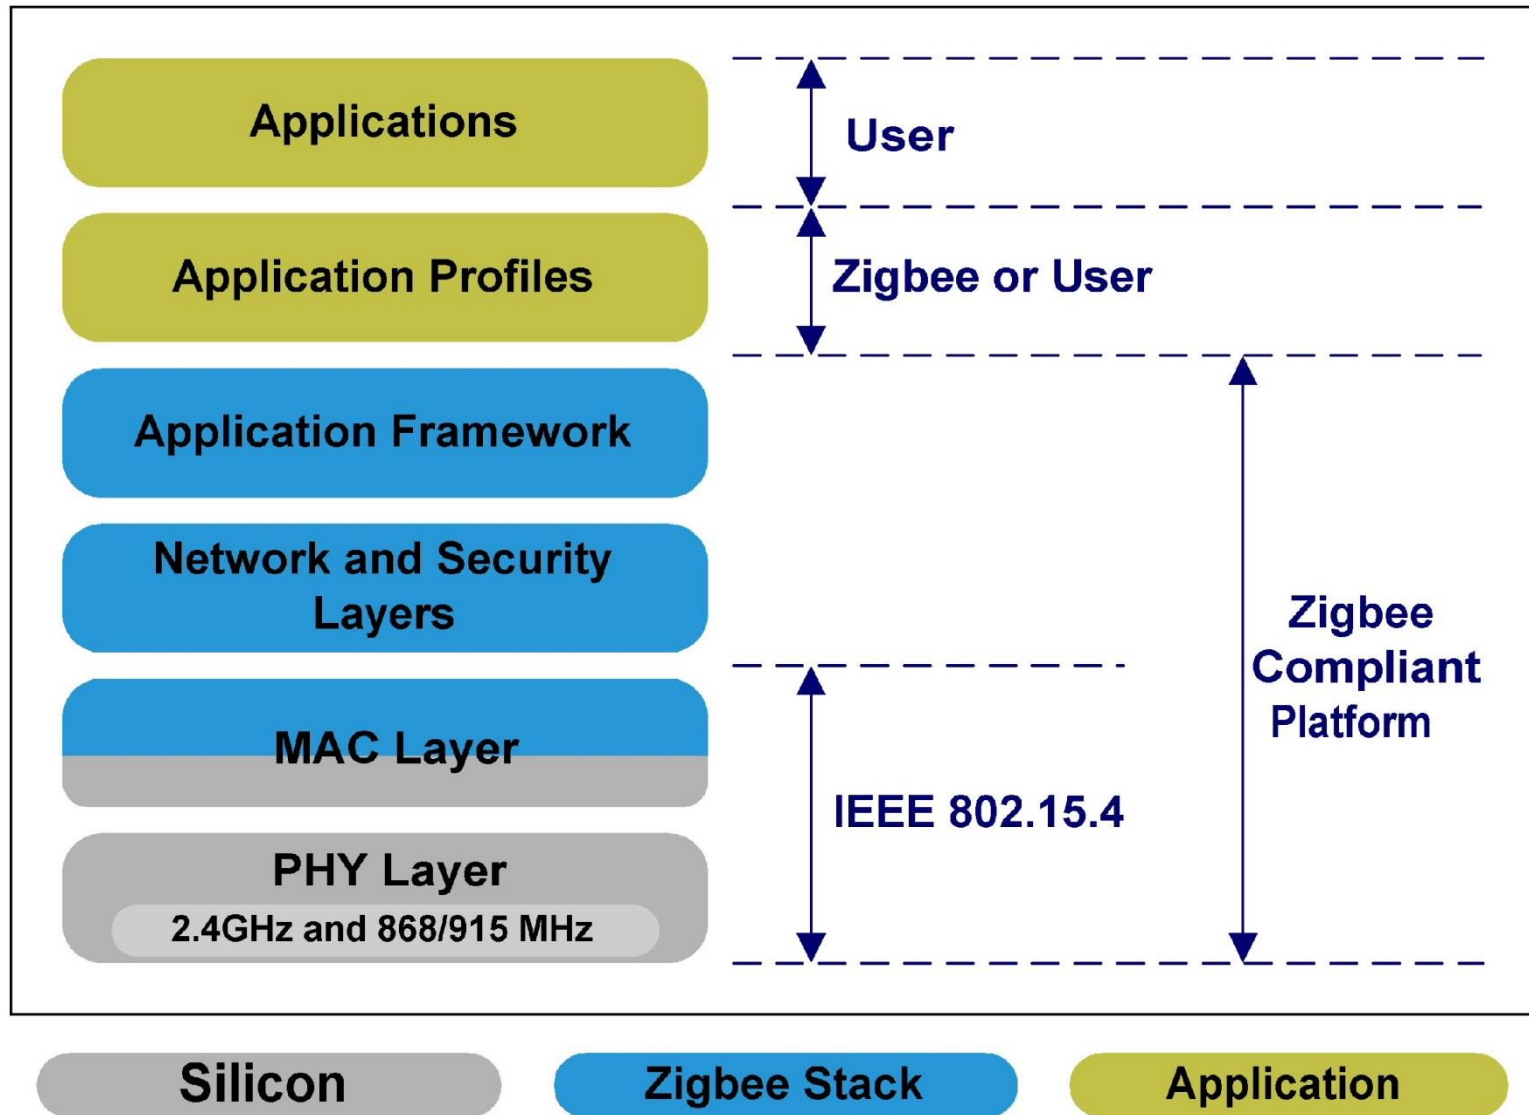 Applications
User
Application Profiles
Zigbee or User
Application Framework
Network and Security
Layers
Zigbee
Compliant
Platform
MAC Layer
IEEE 802.15.4
PHY Layer
2.4GHz and 868/915 MHz
Silicon
Zigbee Stack
Application